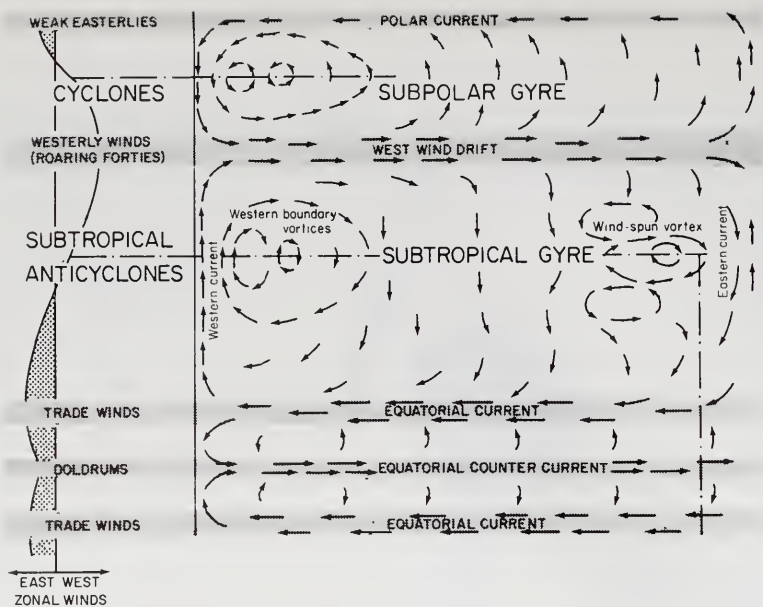 WEAK EASTERLIES
POLAR CURRENT
CYCLONES
SUBPOLAR GYRE
WESTERLY WINDS
(ROARING FORTIES)
WEST WIND DRIFT
Western boundary
vortices
Wind-spun vortex
SUBTROPICAL
ANTICYCLONES
SUBTROPICAL GYRE
Western current
Eastern current
TRADE WINDS
EQUATORIAL CURRENT
DOLDRUMS
EQUATORIAL COUNTER CURRENT
TRADE WINDS
EQUATORIAL CURRENT
EAST WEST
ZONAL WINDS